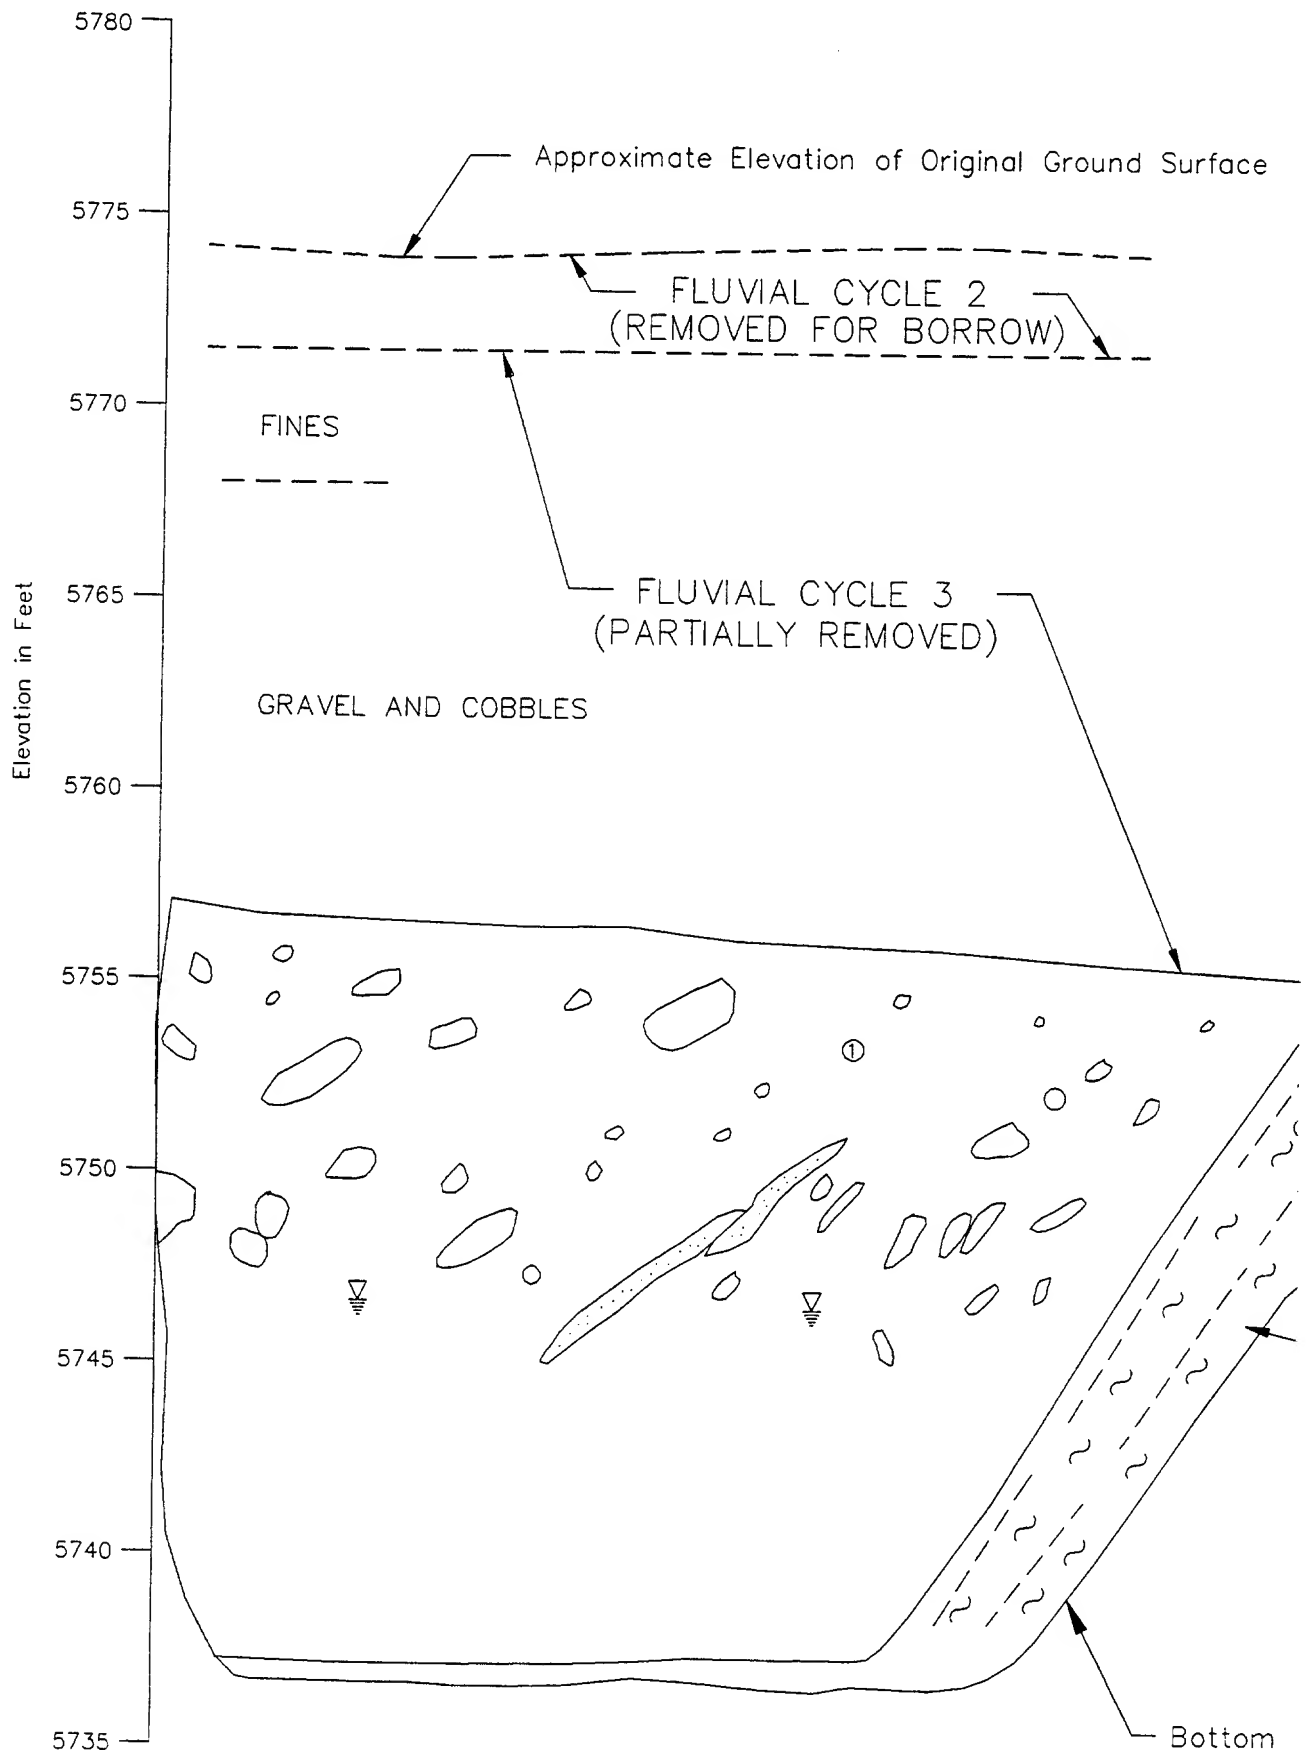 5780
Approximate Elevation of Original Ground Surface
5775
FLUVIAL CYCLE 2
(REMOVED FOR BORROW)
5770
FINES
Elevation in Feet
5765
FLUVIAL CYCLE 3
(PARTIALLY REMOVED)
GRAVEL AND COBBLES
5760
5755
1
5750
5745
5740
5735
Bottom